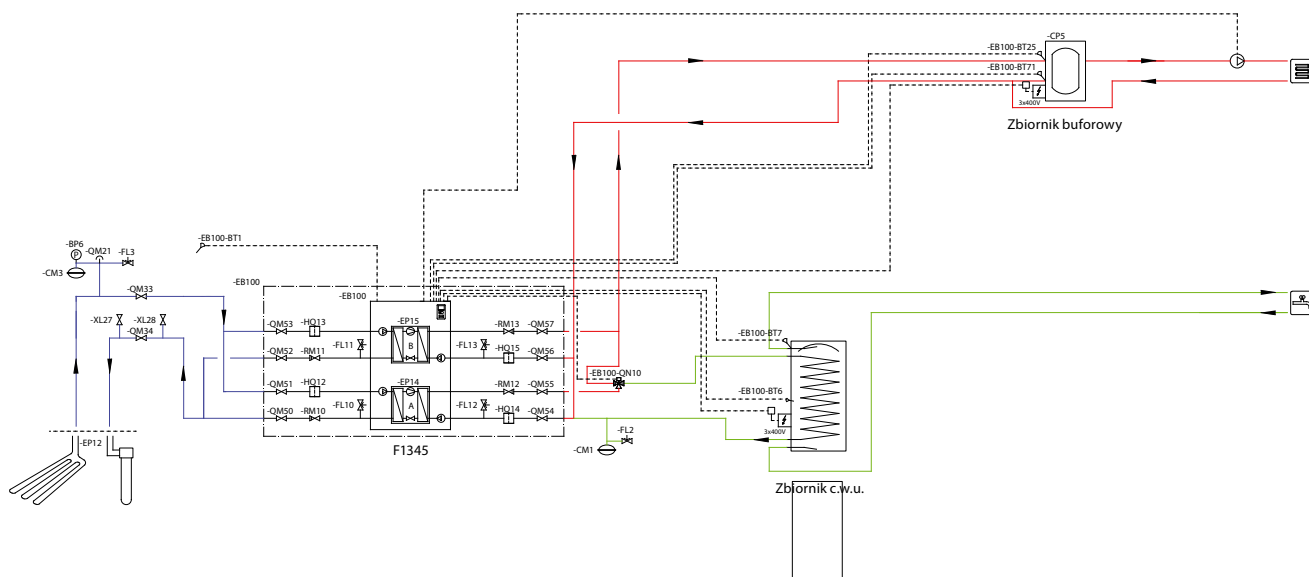 -CP5
-EB100-BT25
-EB100-BT71
3x400V
Zbiornik buforowy
-EB100-BT1
-BP6
P
-QM21
-FL3
-CM3
-QM33
-XL27
-XL28
-QM34
-EB100
-EB100
-QM53
-HQ13
-EP15
-RM13
-QM57
-QM52
-RM11
-FL11
B
-FL13
-HQ15
-QM56
-QM51
-HQ12
-EP14
-RM12
-QM55
-QM50
-RM10
-FL10
A
-FL12
-HQ14
-QM54
F1345
-EB100-QN10
-EB100-BT7
-EB100-BT6
3x400V
-FL2
-CM1
-EP12
Zbiornik c.w.u.